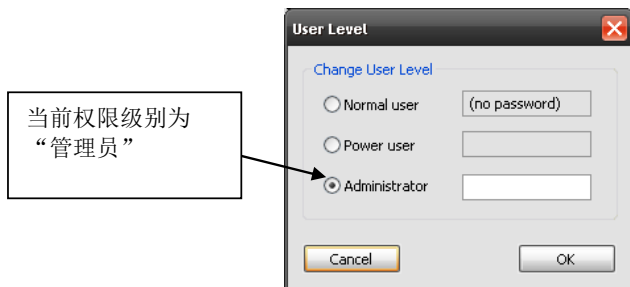 User Level
Change User Level
Normal user (no password)
Power user
Administrator
Cancel OK
当前权限级别为
“管理员”